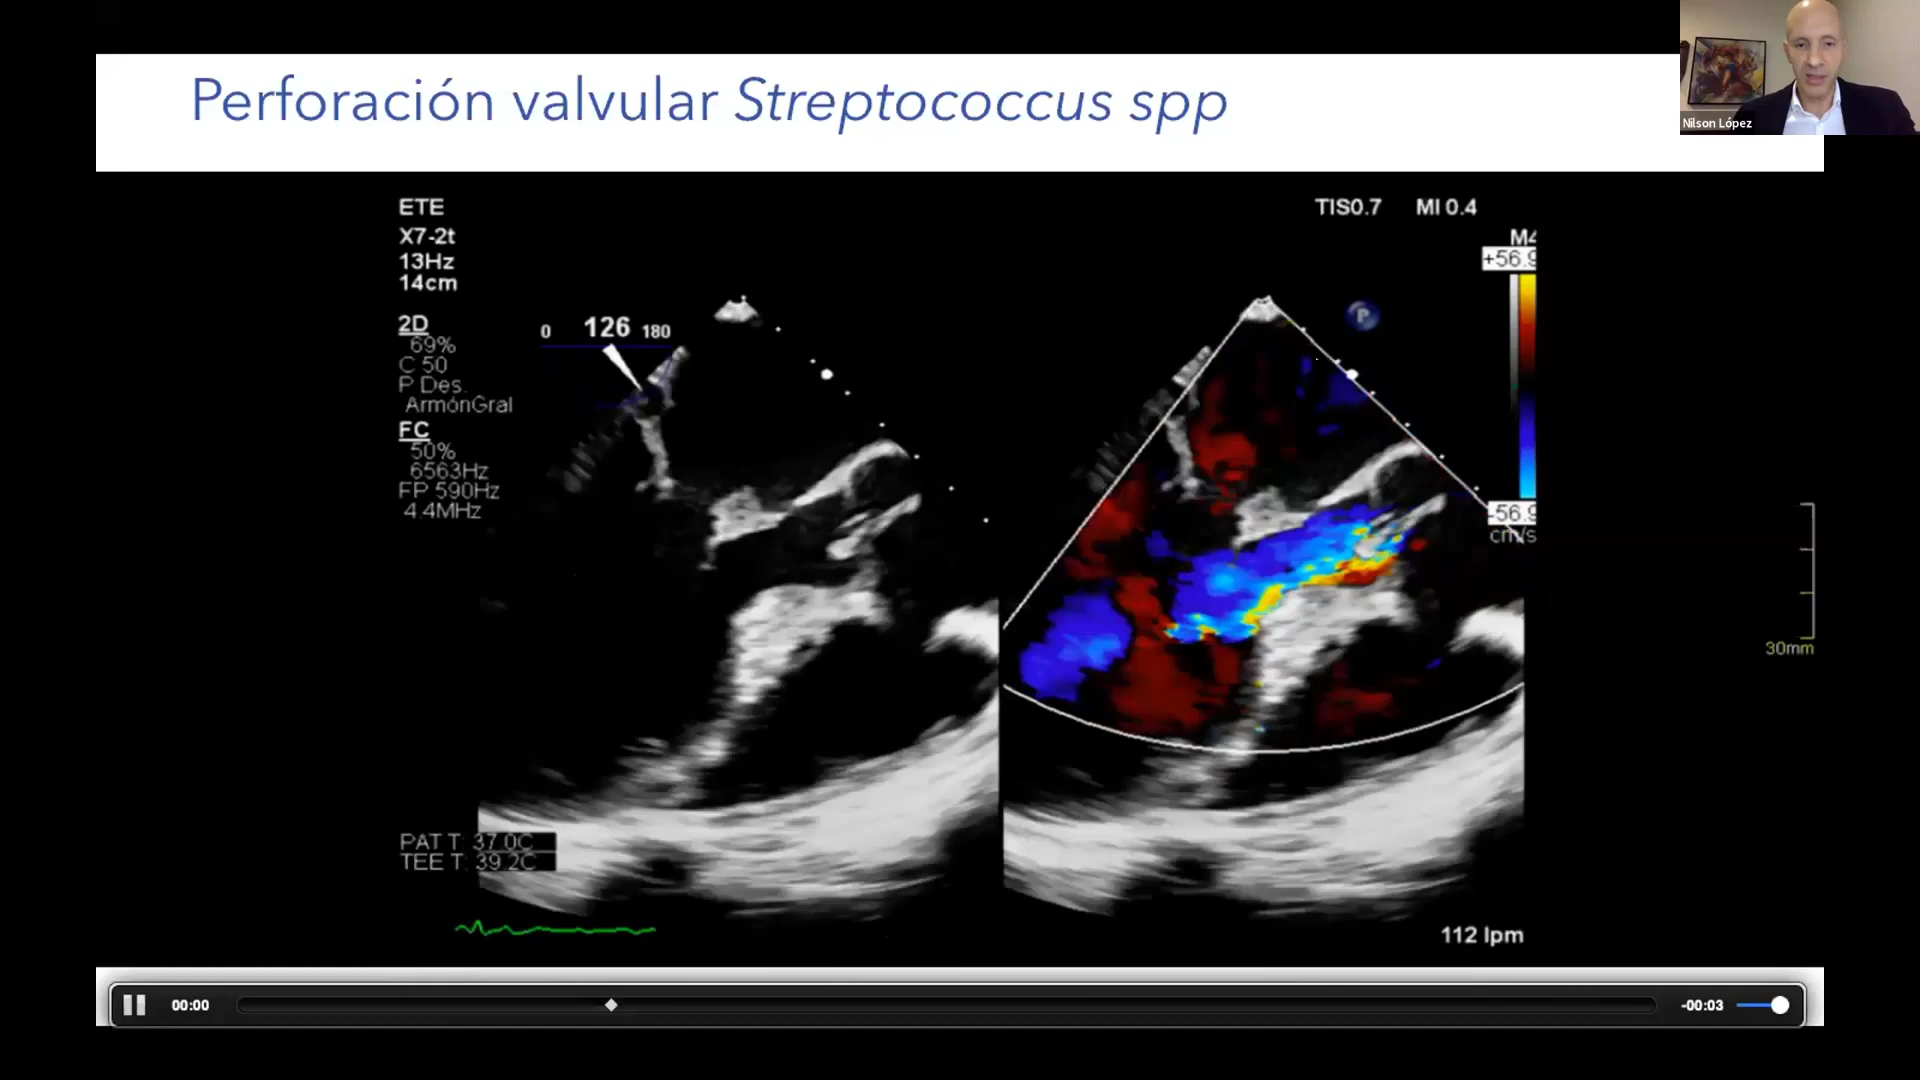 Perforación valvular Streptococcus spp
Nilson López
ETE
X7-2t
13Hz
14cm
2D
69%
C 50
P Des.
ArmónGral
FC
50%
6563Hz
FP 590Hz
4.4MHz
0 126 180
TIS0.7 MI 0.4
M4
+56.9
-56.9
cm/s
P
30mm
PAT T: 37.0C
TEE T: 39.2C
112 lpm
00:00
-00:03